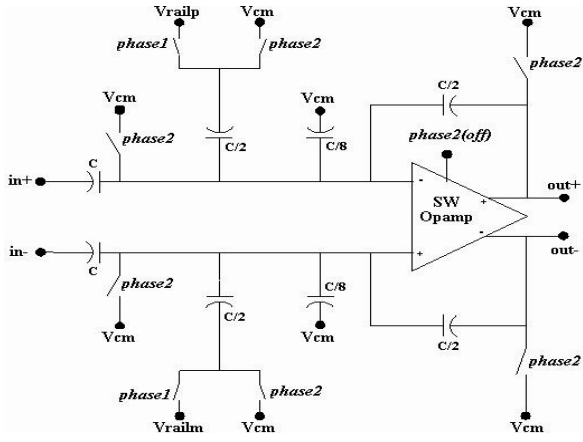 Vrailp Vcm Vcm
phase1 phase2 phase2
Vcm Vcm C/2
phase2 C/2 C/8 phase2(off)
C
in+ - SW + out+
Opamp
in- + - out-
C
phase2 C/2 C/8
Vcm Vcm C/2
phase1 phase2 phase2
Vrailm Vcm Vcm